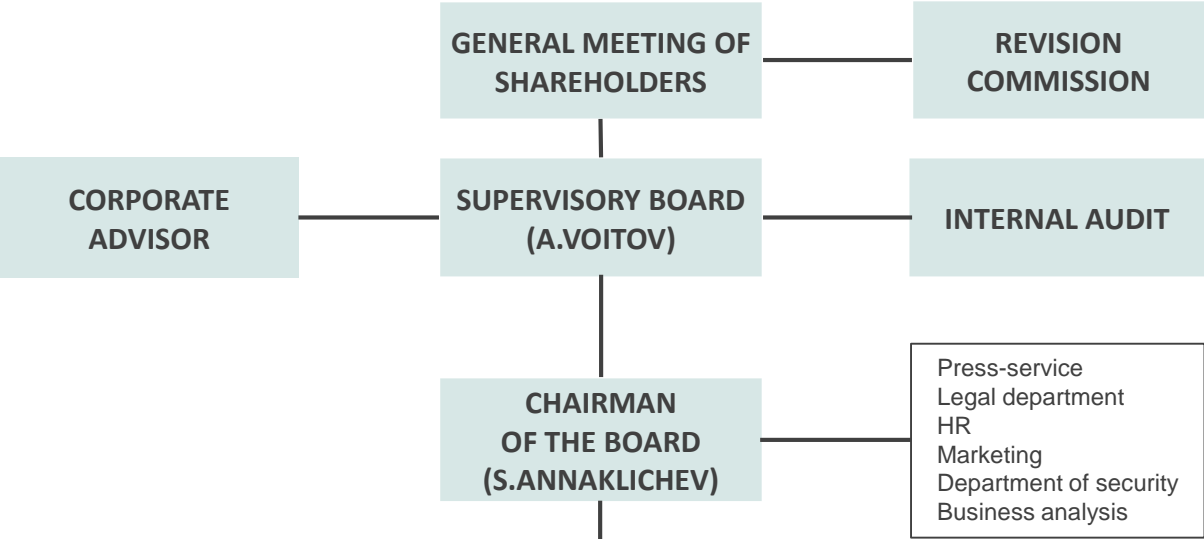 GENERAL MEETING OF
SHAREHOLDERS
REVISION
COMMISSION
CORPORATE
ADVISOR
SUPERVISORY BOARD
(A.VOITOV)
INTERNAL AUDIT
CHAIRMAN
OF THE BOARD
(S.ANNAKLICHEV)
Press-service
Legal department
HR
Marketing
Department of security
Business analysis